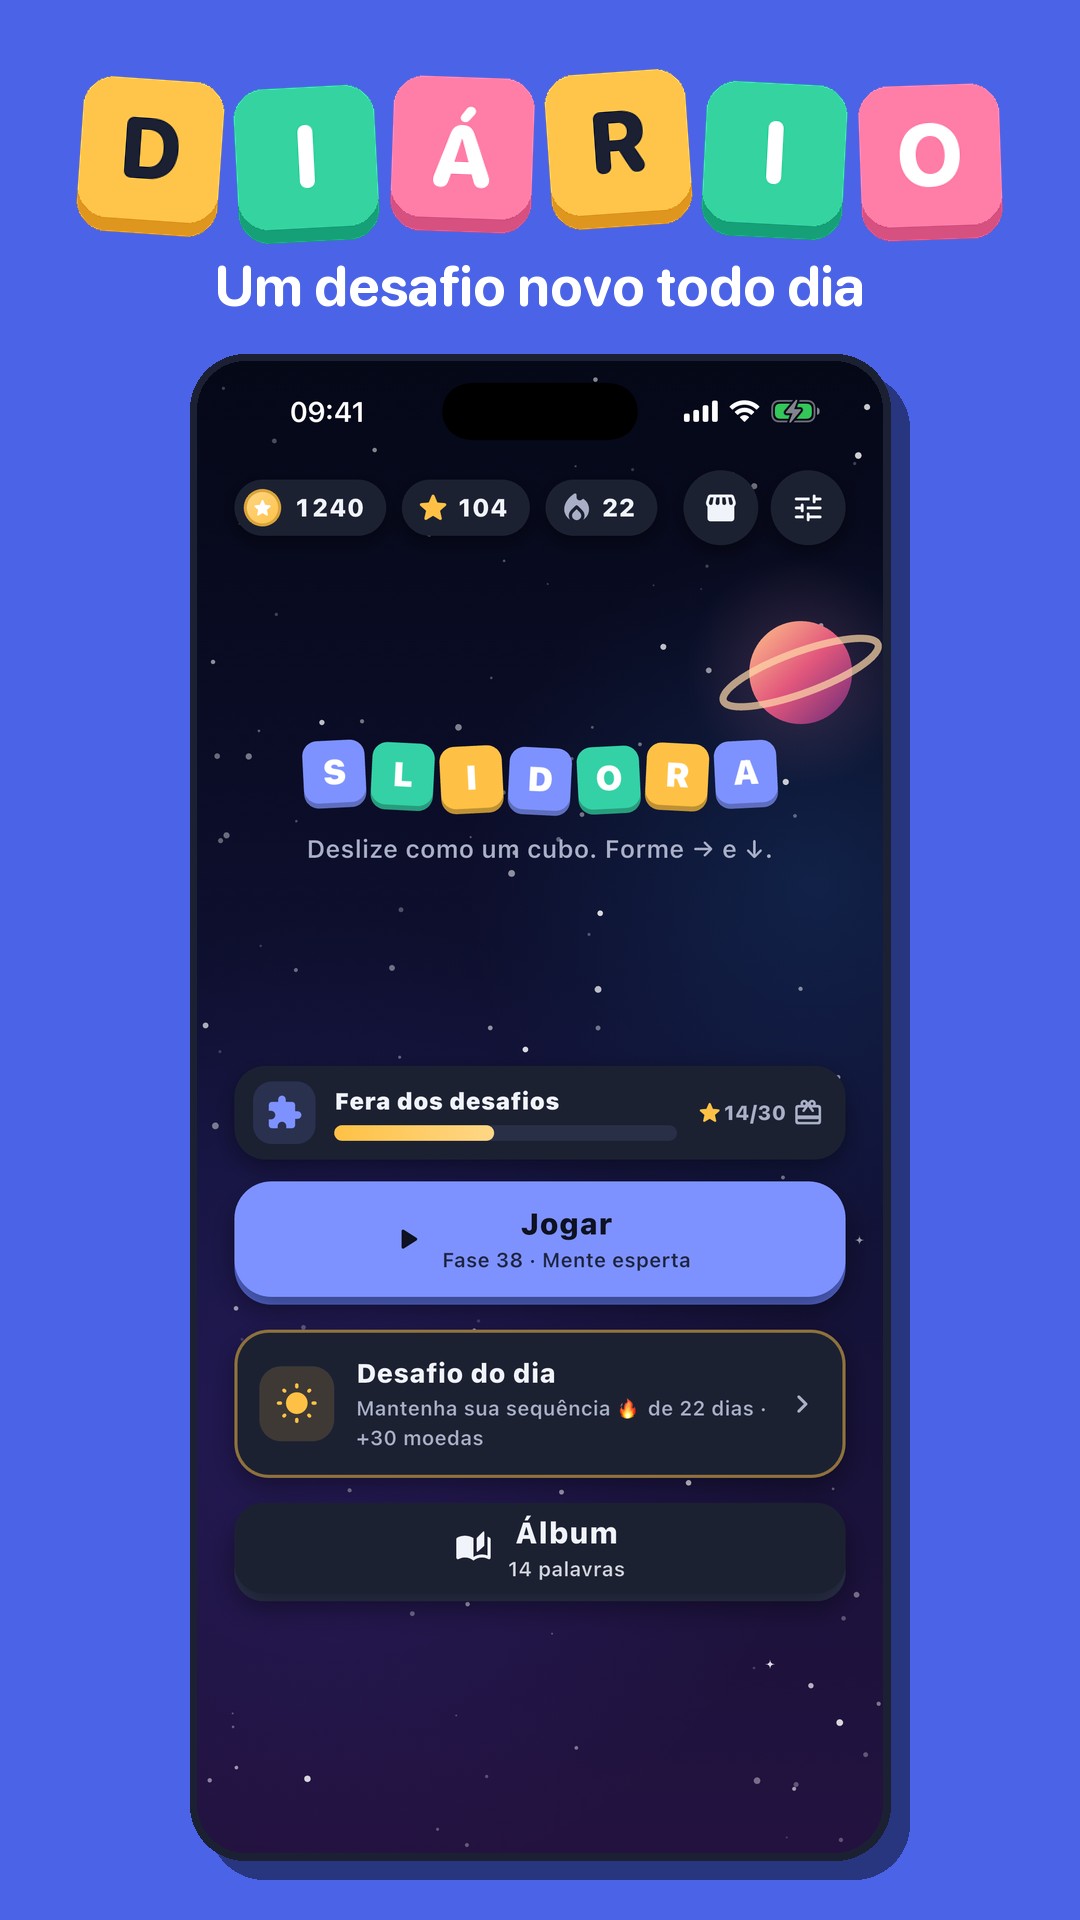 DIÁRIO
Um desafio novo todo dia
09:41
1240 104 22
SLIDORA
Deslize como um cubo. Forme → e ↓.
Fera dos desafios
14/30
Jogar
Fase 38 · Mente esperta
Desafio do dia
Mantenha sua sequência 🔥 de 22 dias ·
+30 moedas
Álbum
14 palavras